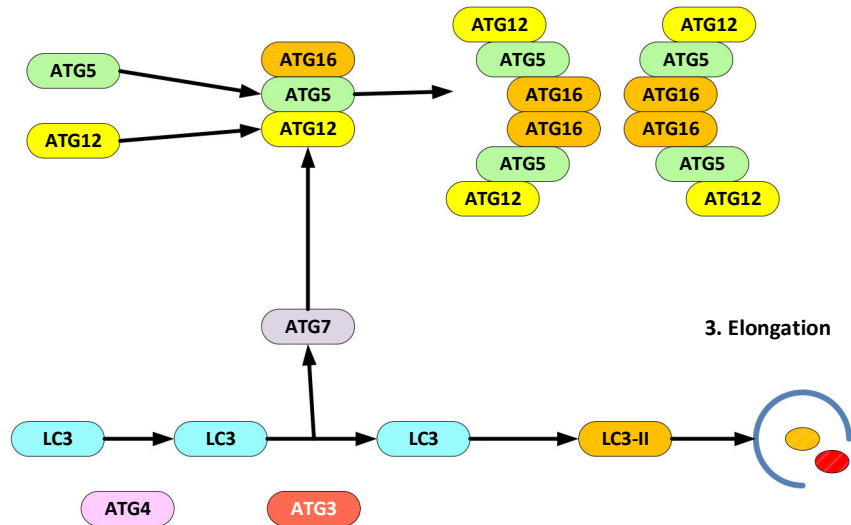 ATG12
ATG12
ATG16
ATG5
ATG5
ATG5
ATG5
ATG16
ATG16
ATG12
ATG12
ATG16
ATG16
ATG5
ATG5
ATG12
ATG12
ATG7
3. Elongation
LC3
LC3
LC3
LC3-II
ATG4
ATG3